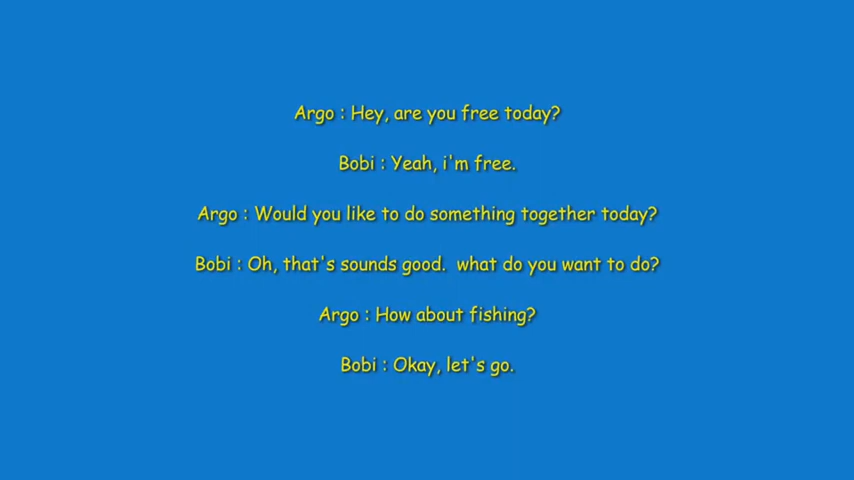 Argo : Hey, are you free today?
Bobi : Yeah, i'm free.
Argo : Would you like to do something together today?
Bobi : Oh, that's sounds good.  what do you want to do?
Argo : How about fishing?
Bobi : Okay, let's go.